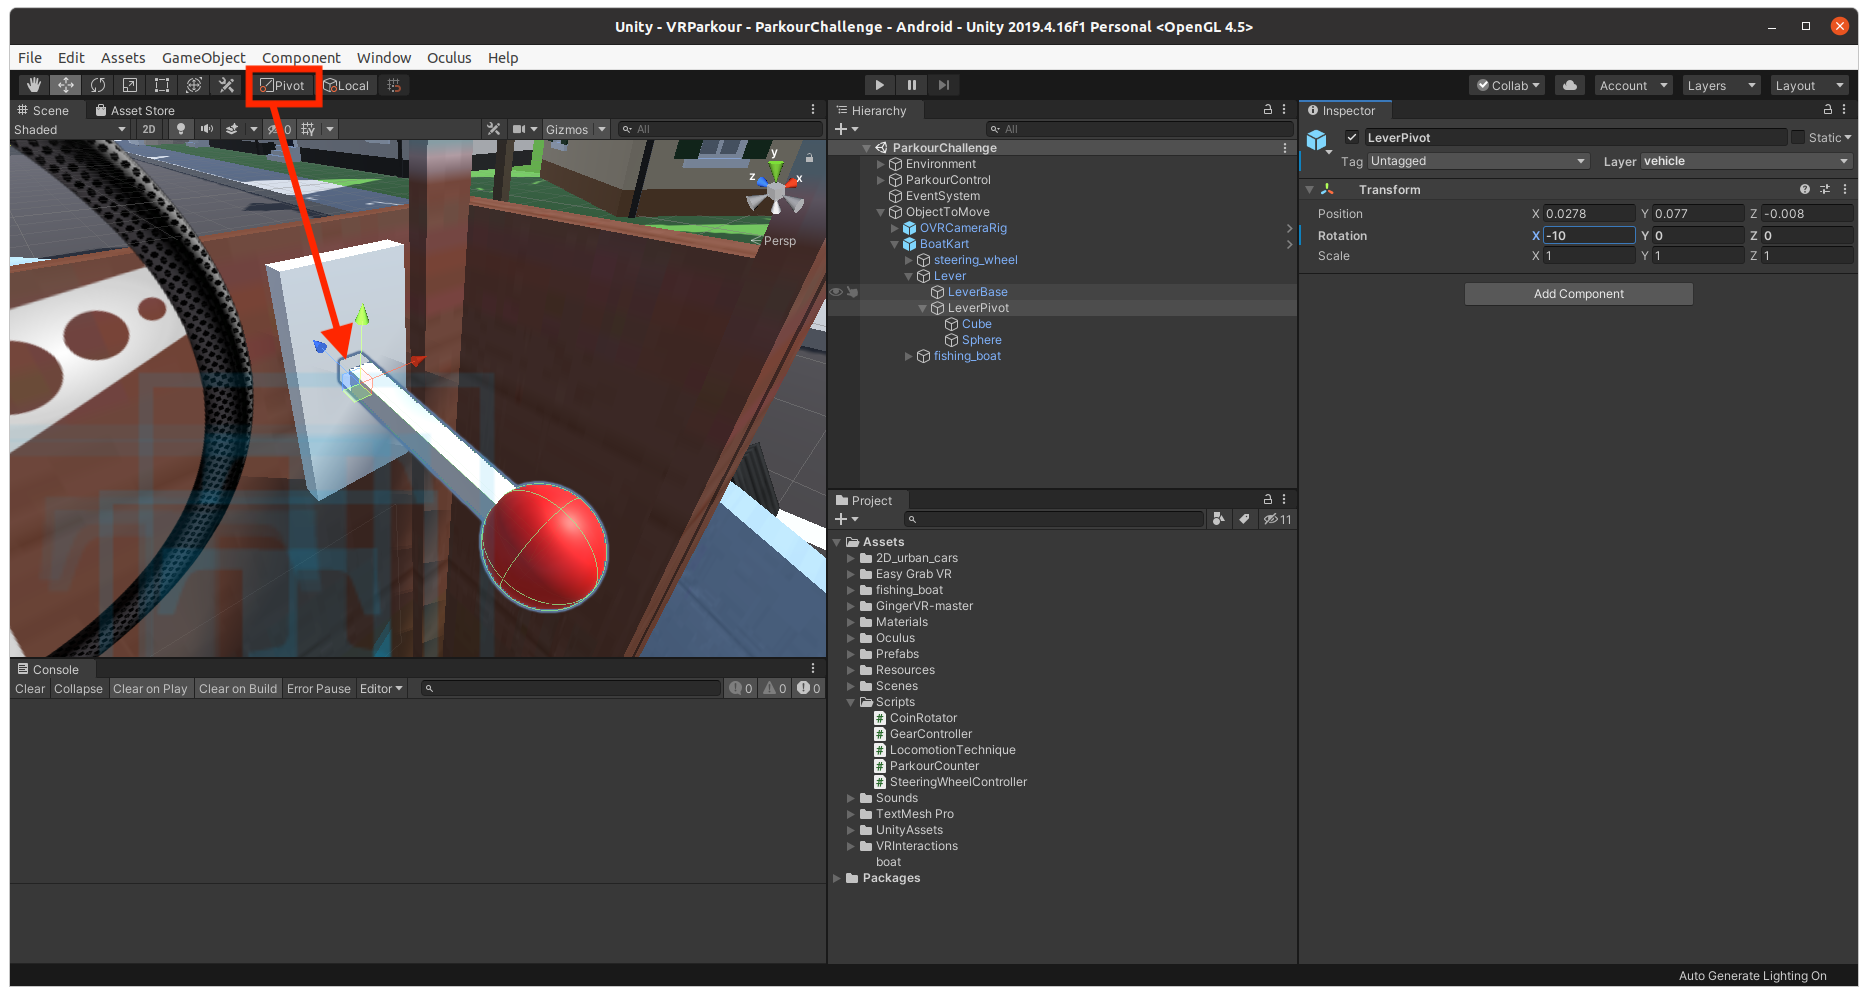 Unity - VRParkour - ParkourChallenge - Android - Unity 2019.4.16f1 Personal <OpenGL 4.5>
File Edit Assets GameObject Component Window Oculus Help
Pivot Local Collab Account Layers Layout
Scene Asset Store
Shaded 2D 0 Gizmos All
y
z x
Persp
Console
Clear Collapse Clear on Play Clear on Build Error Pause Editor 0 0 0
Hierarchy
All
ParkourChallenge
Environment
ParkourControl
EventSystem
ObjectToMove
OVRCameraRig
BoatKart
steering_wheel
Lever
LeverBase
LeverPivot
Cube
Sphere
fishing_boat
Project
11
Assets
2D_urban_cars
Easy Grab VR
fishing_boat
GingerVR-master
Materials
Oculus
Prefabs
Resources
Scenes
Scripts
CoinRotator
GearController
LocomotionTechnique
ParkourCounter
SteeringWheelController
Sounds
TextMesh Pro
UnityAssets
VRInteractions
boat
Packages
Inspector
LeverPivot Static
Tag Untagged Layer vehicle
Transform
Position X 0.0278 Y 0.077 Z -0.008
Rotation X -10 Y 0 Z 0
Scale X 1 Y 1 Z 1
Add Component
Auto Generate Lighting On